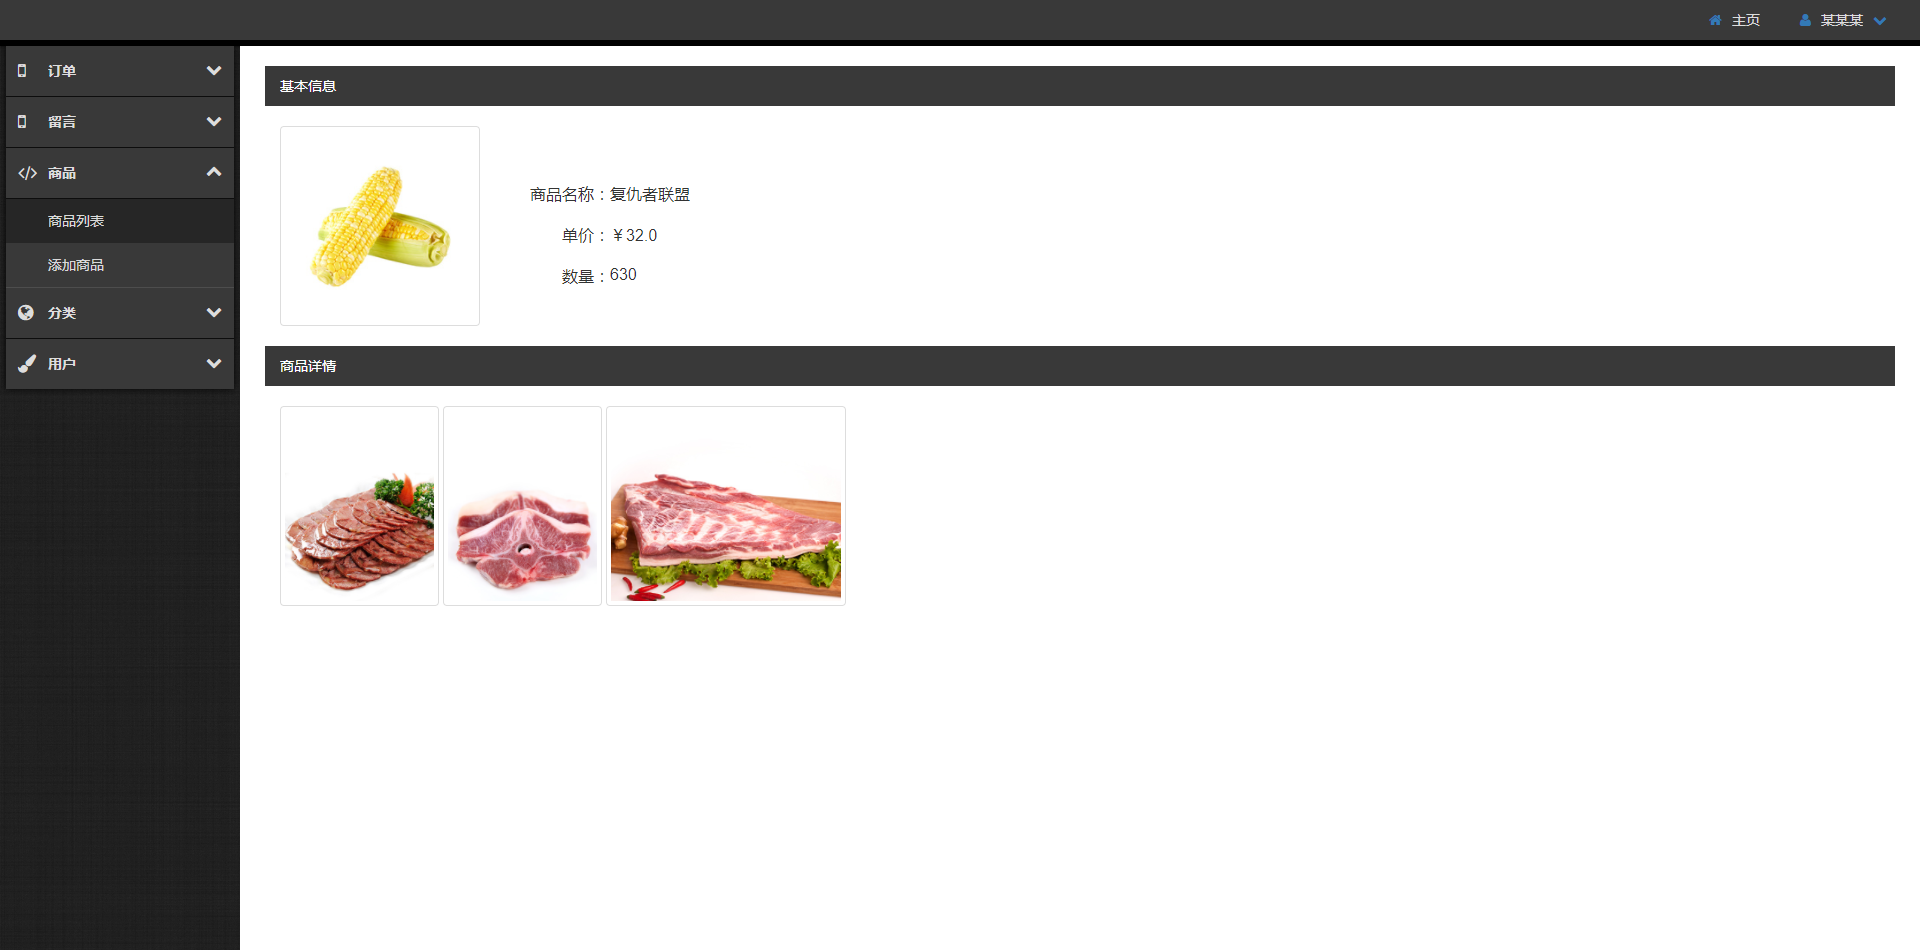 主页
某某某
订单
留言
商品
商品列表
添加商品
分类
用户
基本信息
商品名称：复仇者联盟
单价：￥32.0
数量：630
商品详情